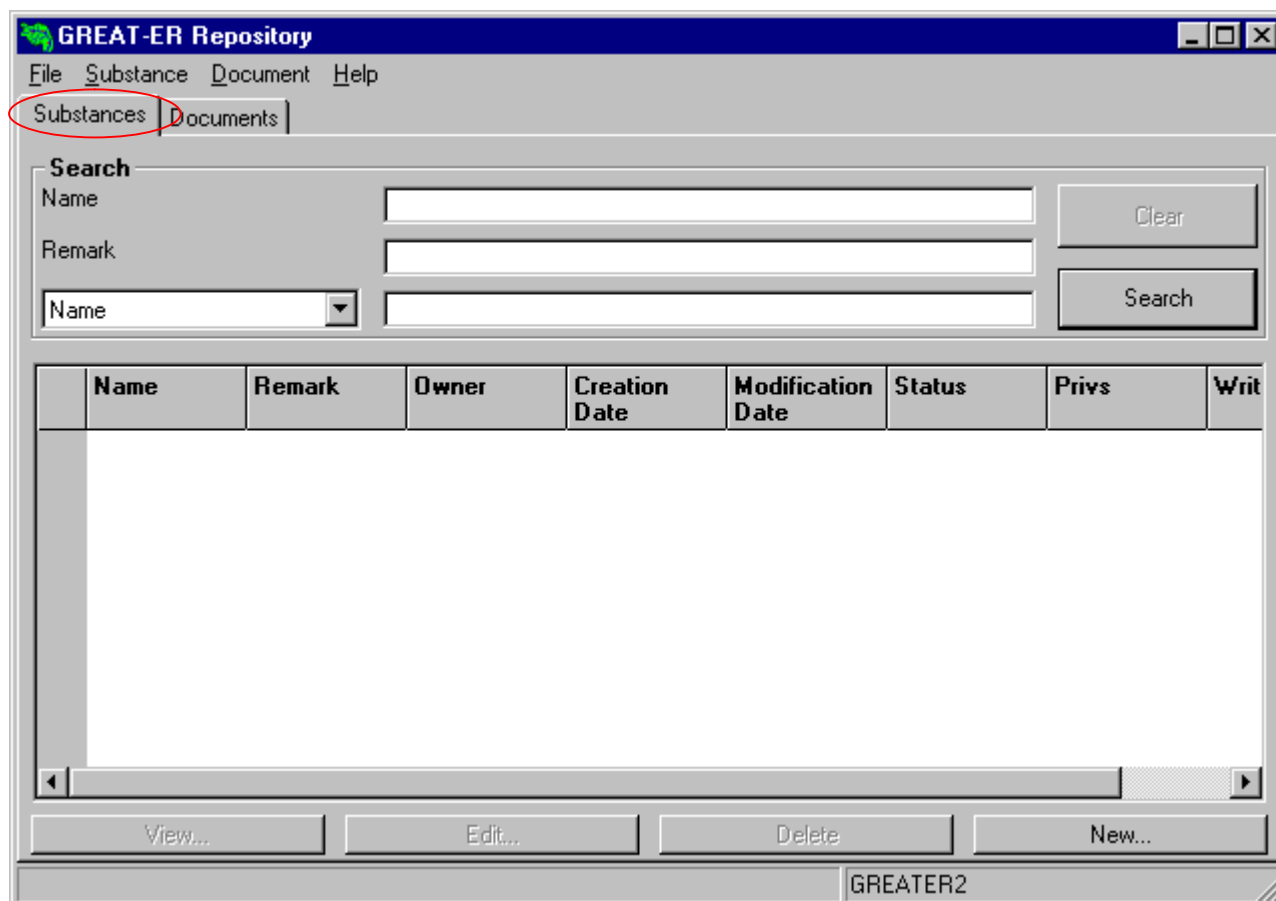 GREAT-ER Repository
File Substance Document Help
Substances Documents
Search
Name
Clear
Remark
Name
Search
Name Remark Owner Creation Date Modification Date Status Privs Writ
View... Edit... Delete New...
GREATER2